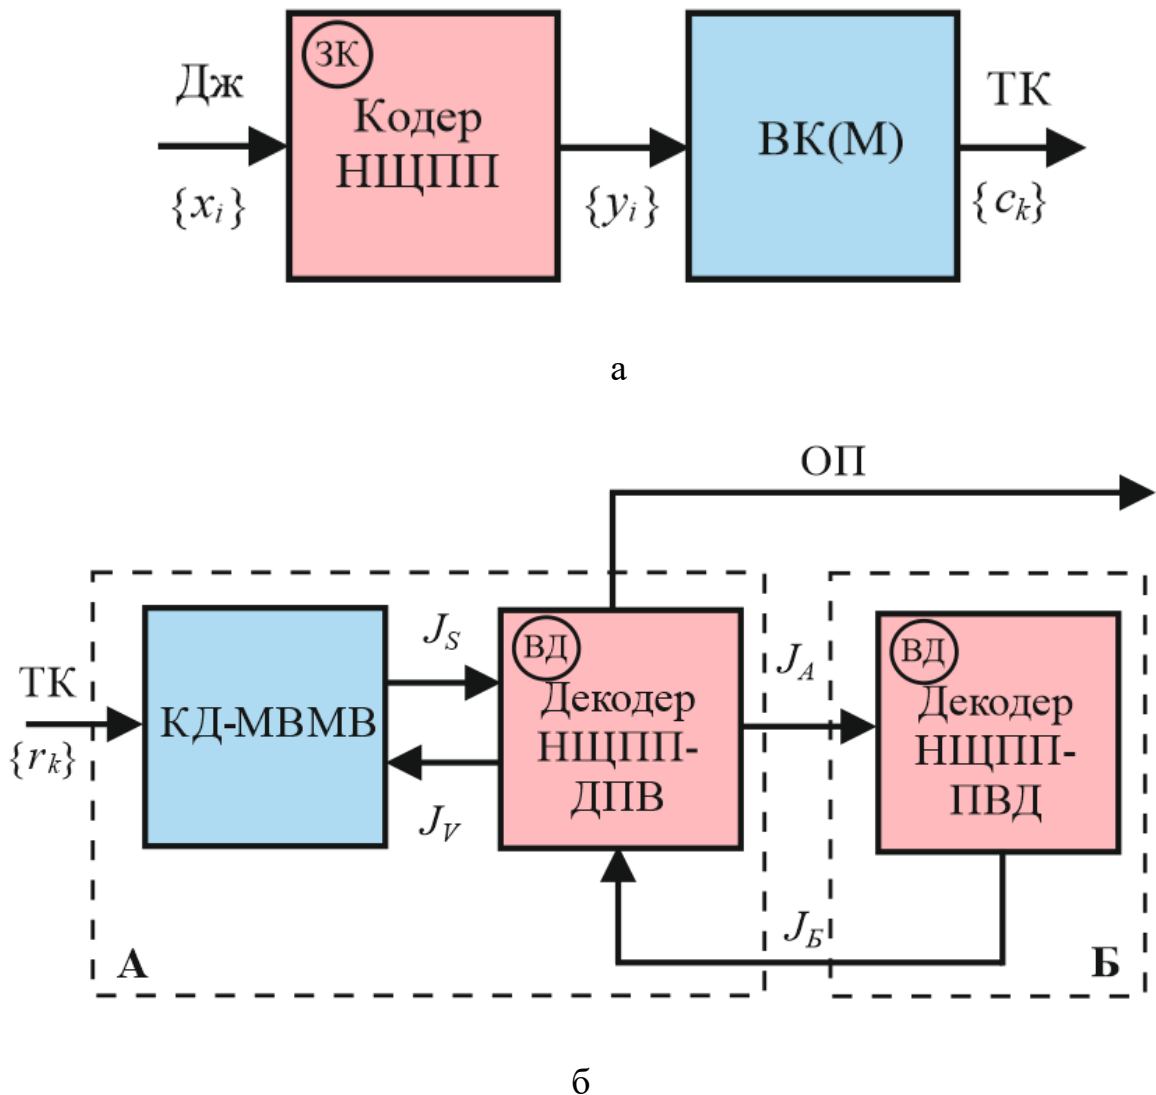 Дж
{xi}
ЗК
Кодер
НЩПП
{yi}
ВК(М)
ТК
{ck}
а
ОП
ТК
{rk}
КД-МВМВ
JS
JV
ВД
Декодер
НЩПП-
ДПВ
JА
JБ
ВД
Декодер
НЩПП-
ПВД
А
Б
б